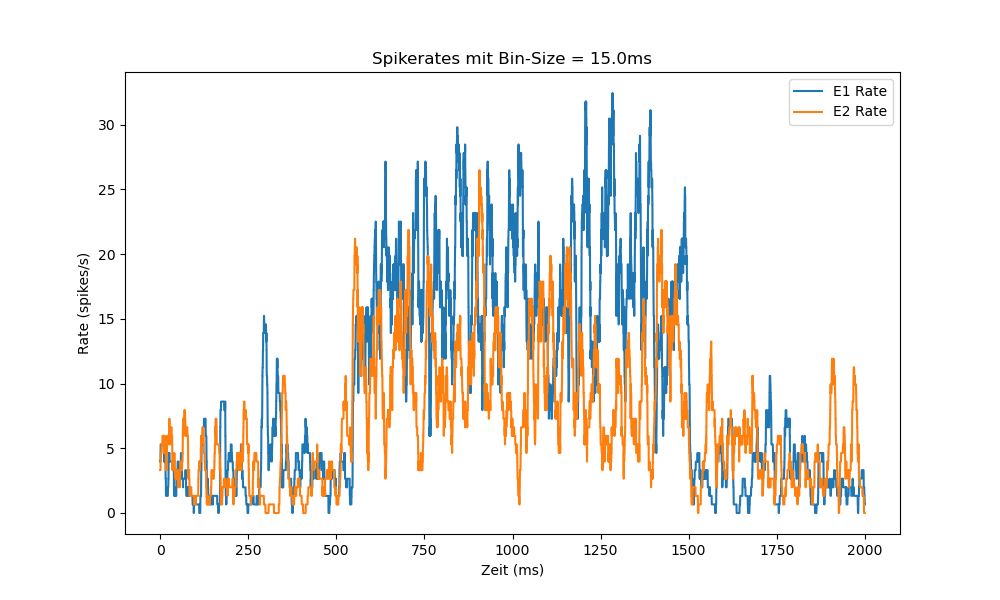 Spikerates mit Bin-Size = 15.0ms
E1 Rate
E2 Rate
Rate (spikes/s)
30
25
20
15
10
5
0
0 250 500 750 1000 1250 1500 1750 2000
Zeit (ms)